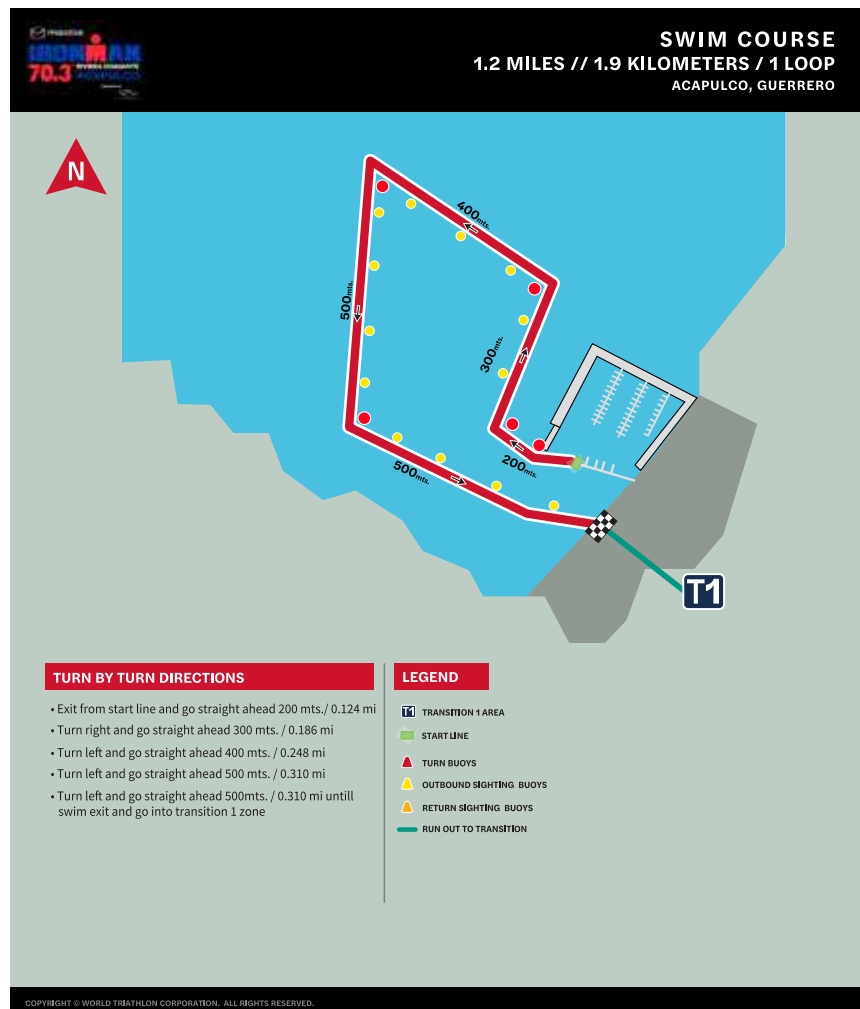 mazda
IRONMAN
70.3
ACAPULCO
SWIM COURSE
1.2 MILES // 1.9 KILOMETERS / 1 LOOP
ACAPULCO, GUERRERO
N
400mts.
500mts.
300mts.
200mts.
500mts.
T1
TURN BY TURN DIRECTIONS
• Exit from start line and go straight ahead 200 mts./ 0.124 mi
• Turn right and go straight ahead 300 mts. / 0.186 mi
• Turn left and go straight ahead 400 mts. / 0.248 mi
• Turn left and go straight ahead 500 mts. / 0.310 mi
• Turn left and go straight ahead 500mts. / 0.310 mi untill
swim exit and go into transition 1 zone
LEGEND
T1 TRANSITION 1 AREA
START LINE
TURN BUOYS
OUTBOUND SIGHTING BUOYS
RETURN SIGHTING BUOYS
RUN OUT TO TRANSITION
COPYRIGHT © WORLD TRIATHLON CORPORATION. ALL RIGHTS RESERVED.